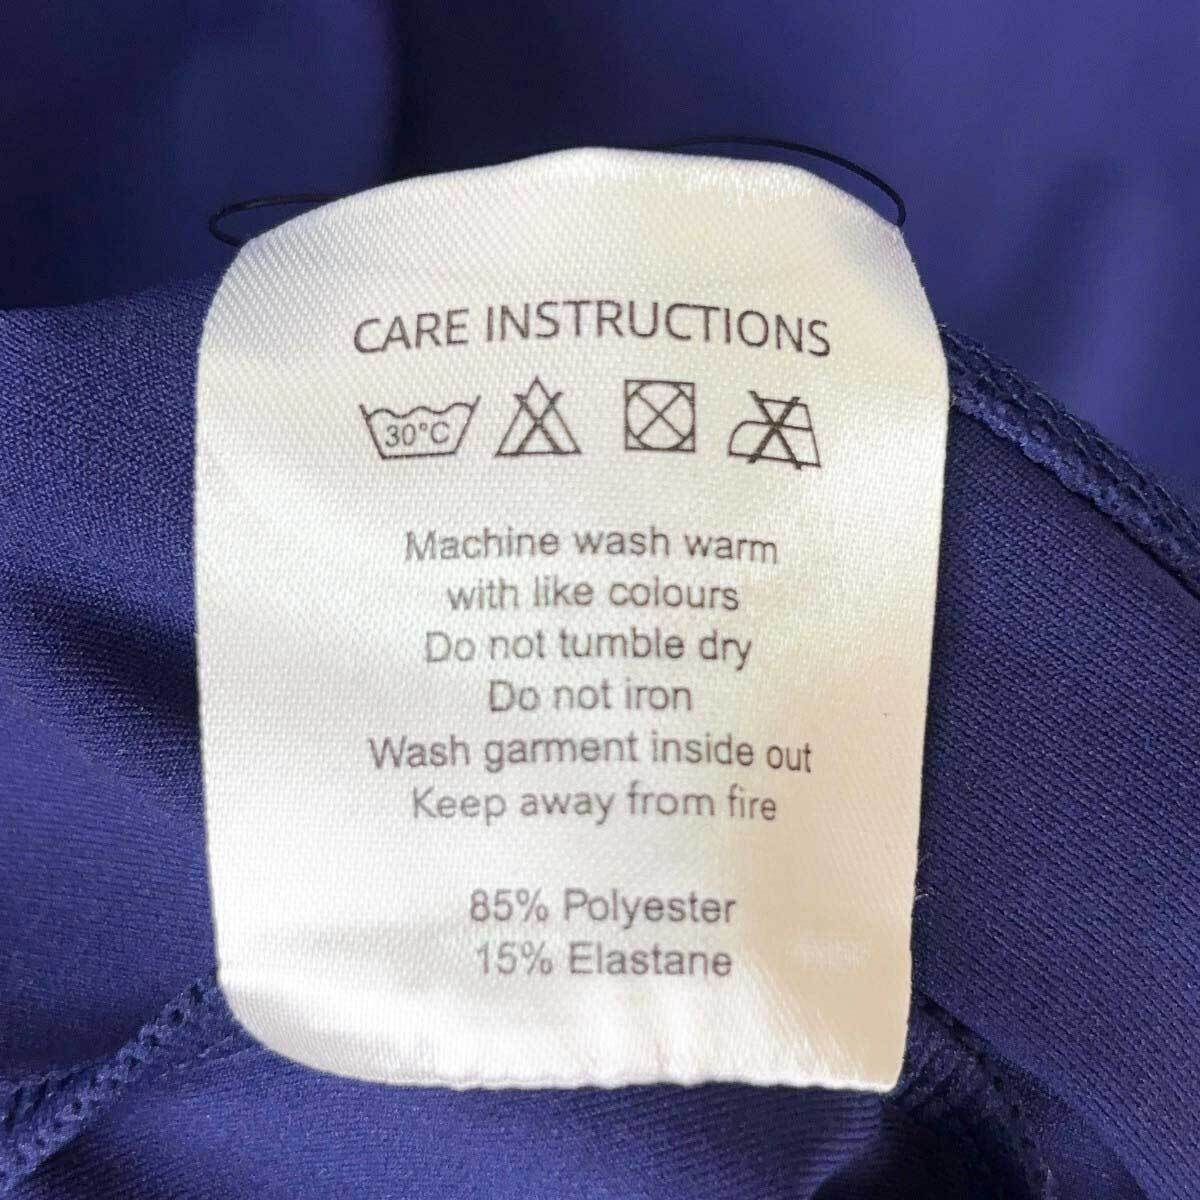 CARE INSTRUCTIONS
30°C
Machine wash warm
with like colours
Do not tumble dry
Do not iron
Wash garment inside out
Keep away from fire
85% Polyester
15% Elastane